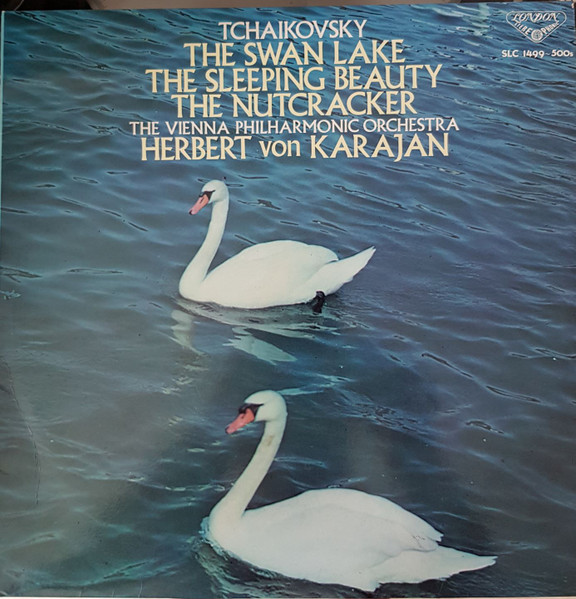 TCHAIKOVSKY
THE SWAN LAKE
THE SLEEPING BEAUTY
THE NUTCRACKER
THE VIENNA PHILHARMONIC ORCHESTRA
HERBERT von KARAJAN
LONDON
SLC 1499-500s